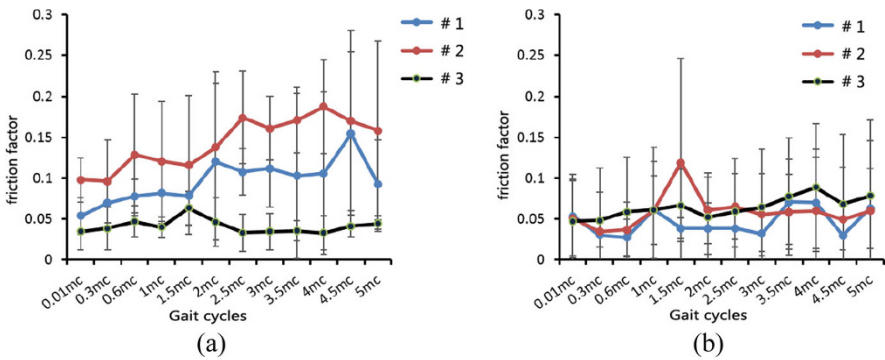 0.3
0.25
0.2
0.15
0.1
0.05
0
friction factor
# 1
# 2
# 3
0.01mc
0.3mc
0.6mc
1mc
1.5mc
2mc
2.5mc
3mc
3.5mc
4mc
4.5mc
5mc
Gait cycles
(a)
0.3
0.25
0.2
0.15
0.1
0.05
0
friction factor
# 1
# 2
# 3
0.01mc
0.3mc
0.6mc
1mc
1.5mc
2mc
2.5mc
3mc
3.5mc
4mc
4.5mc
5mc
Gait cycles
(b)